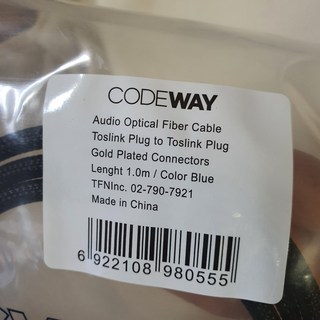 CODEWAY
Audio Optical Fiber Cable
Toslink Plug to Toslink Plug
Gold Plated Connectors
Lenght 1.0m / Color Blue
TFNInc. 02-790-7921
Made in China
6 922108 980555